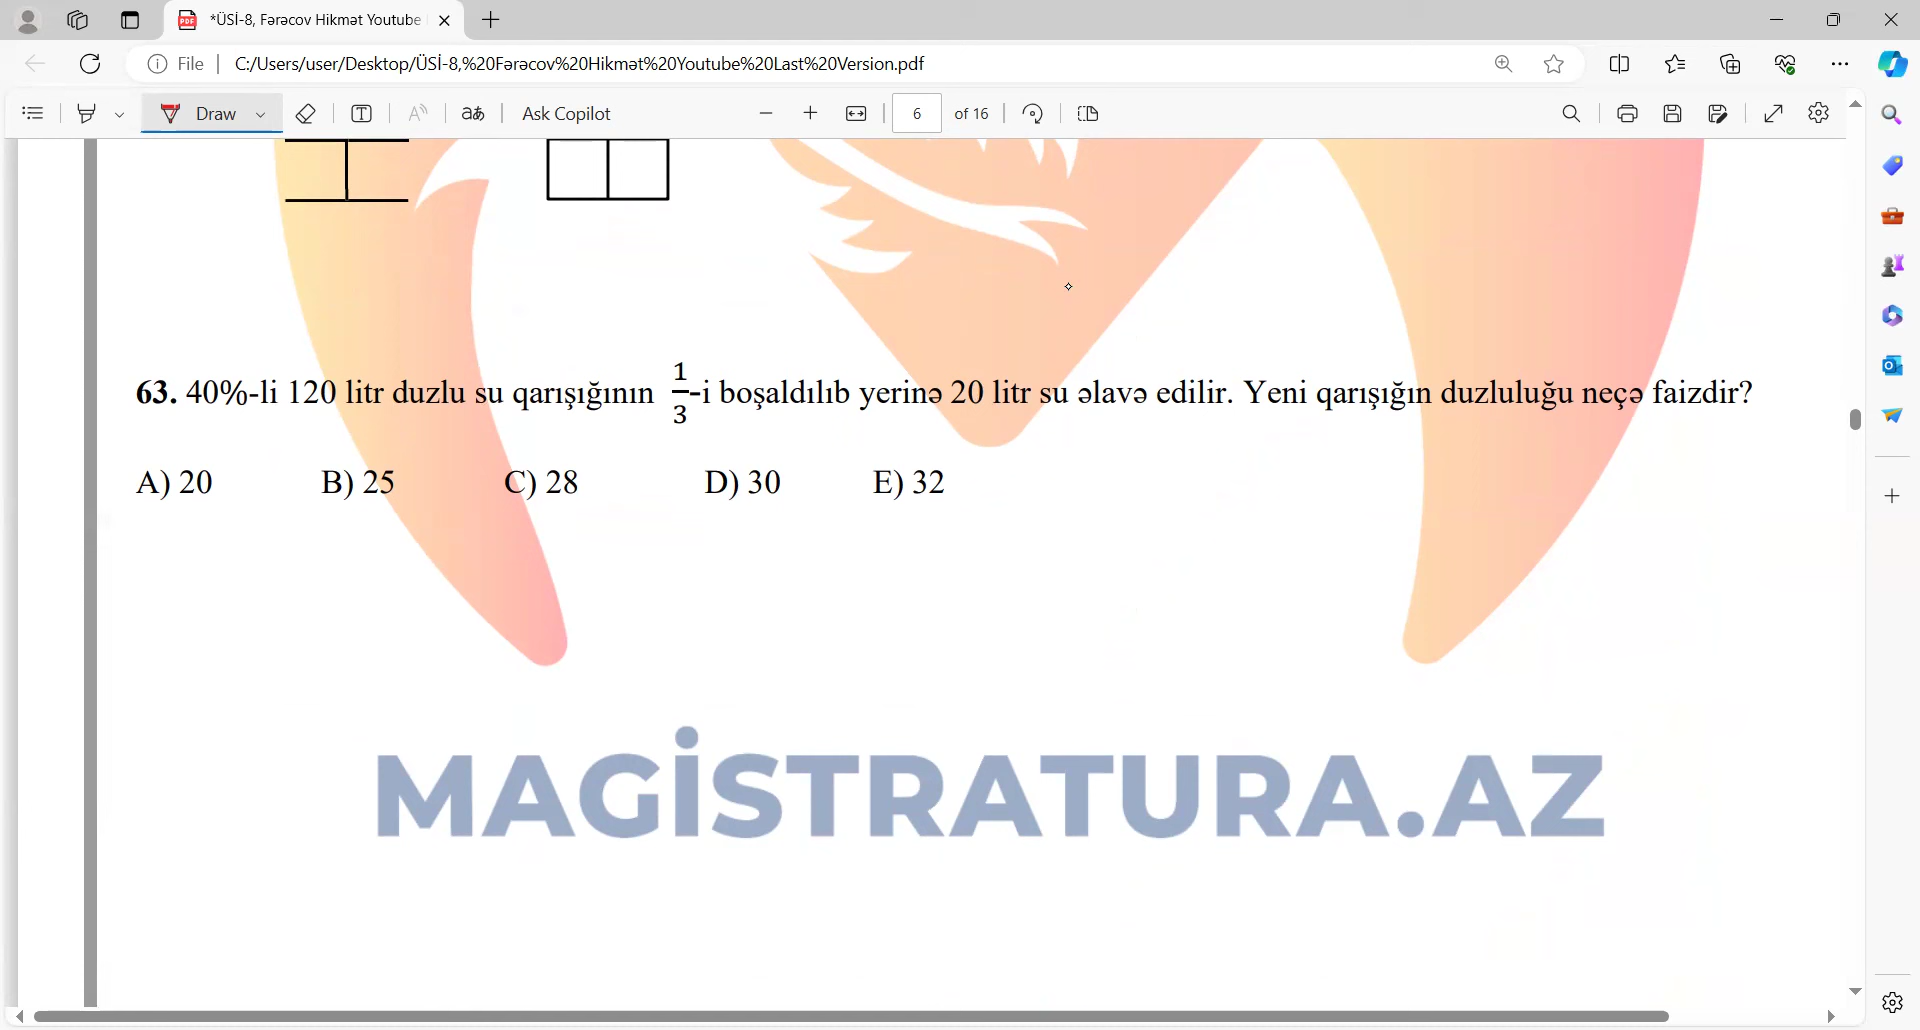 *ÜSİ-8, Fərəcov Hikmət Youtube
File
C:/Users/user/Desktop/ÜSİ-8,%20Fərəcov%20Hikmət%20Youtube%20Last%20Version.pdf
Draw
aあ
Ask Copilot
6 of 16
63. 40%-li 120 litr duzlu su qarışığının 1/3-i boşaldılıb yerinə 20 litr su əlavə edilir. Yeni qarışığın duzluluğu neçə faizdir?
A) 20 B) 25 C) 28 D) 30 E) 32
MAGİSTRATURA.AZ